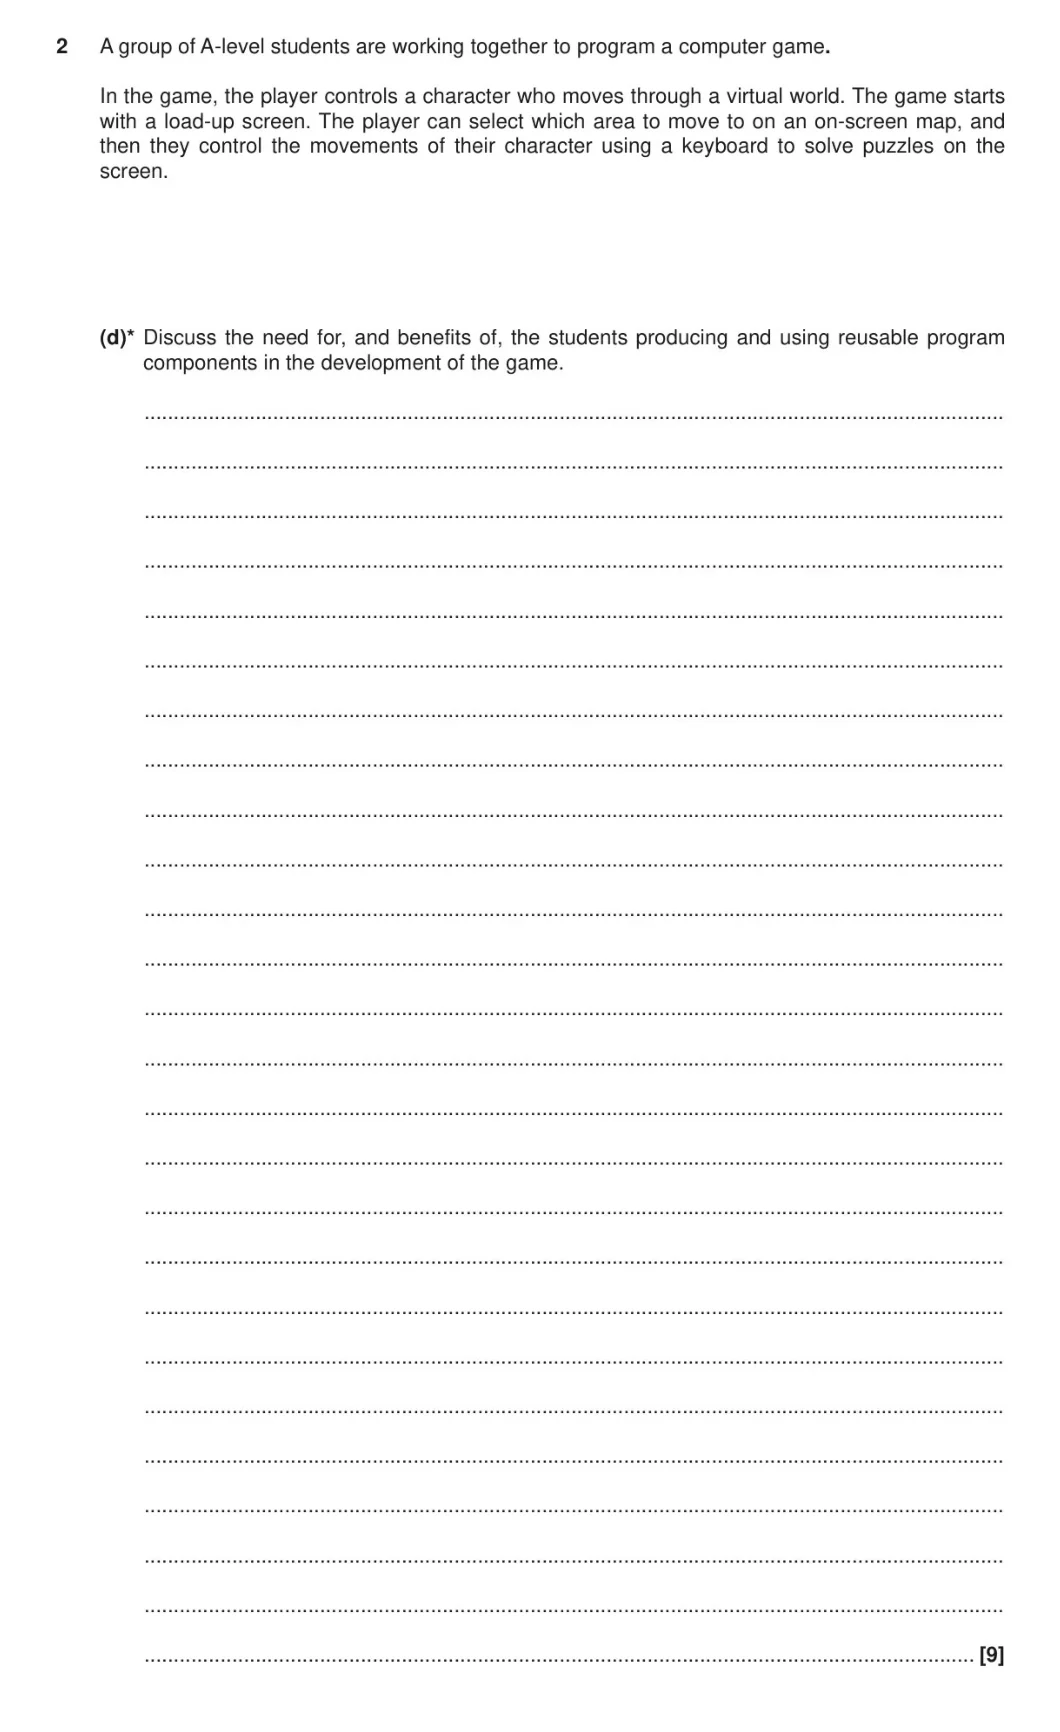 2 A group of A-level students are working together to program a computer game.
In the game, the player controls a character who moves through a virtual world. The game starts
with a load-up screen. The player can select which area to move to on an on-screen map, and
then they control the movements of their character using a keyboard to solve puzzles on the
screen.
(d)* Discuss the need for, and benefits of, the students producing and using reusable program
components in the development of the game.
[9]